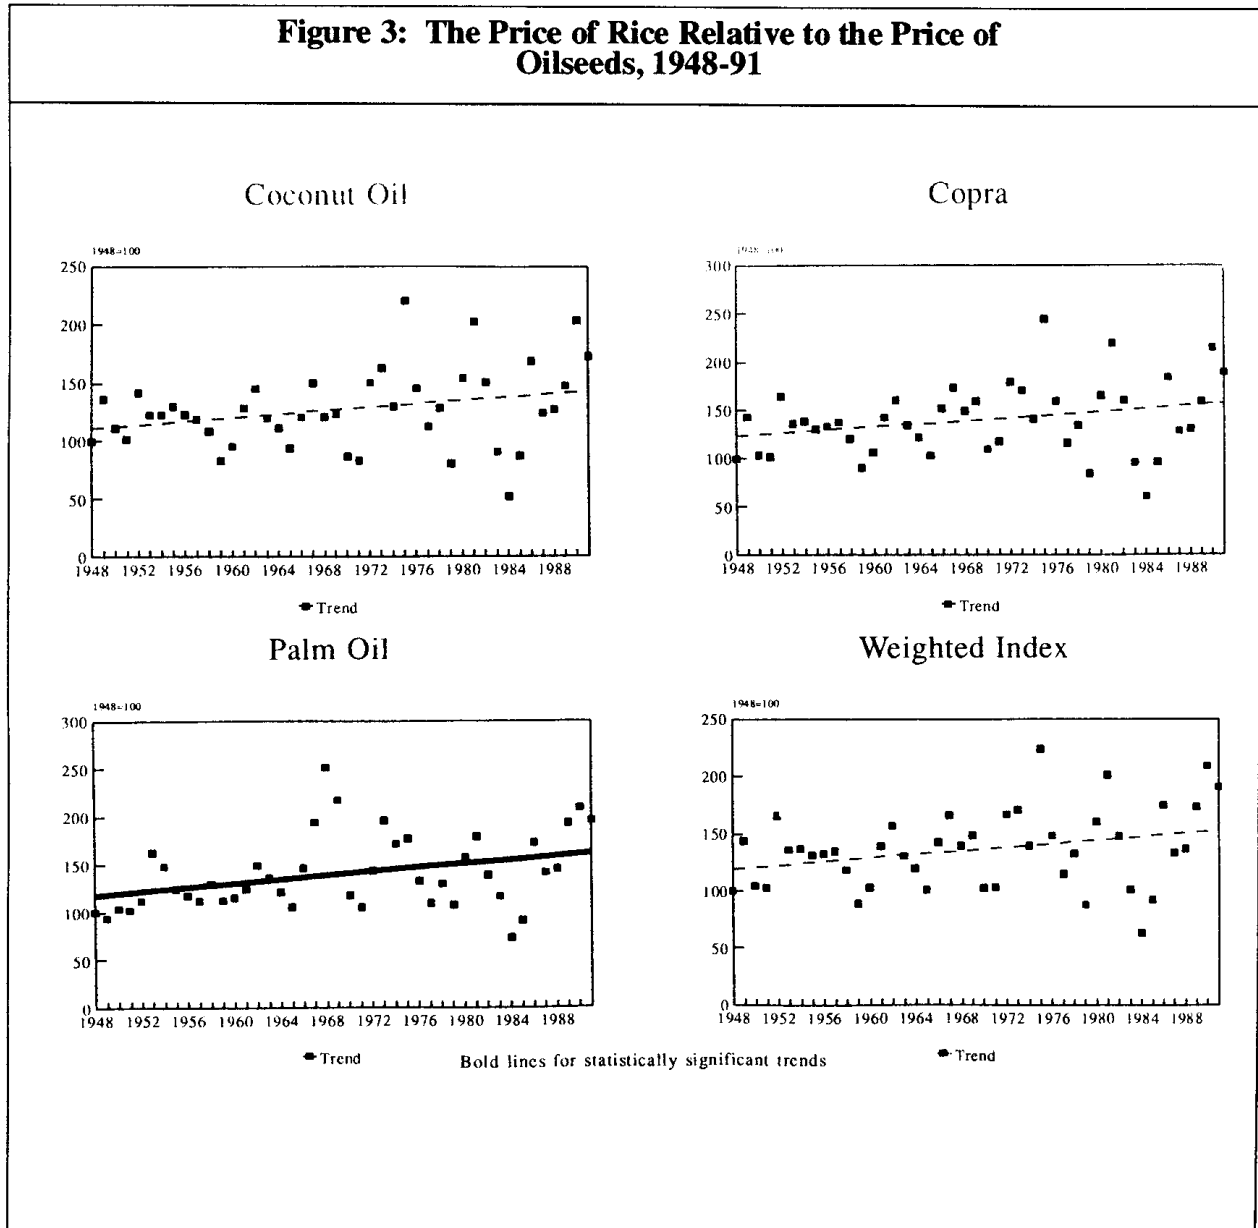 Figure 3: The Price of Rice Relative to the Price of
Oilseeds, 1948-91
Coconut Oil
1948=100
250
200
150
100
50
0
1948 1952 1956 1960 1964 1968 1972 1976 1980 1984 1988
Trend
Copra
1948=100
300
250
200
150
100
50
0
1948 1952 1956 1960 1964 1968 1972 1976 1980 1984 1988
Trend
Palm Oil
1948=100
300
250
200
150
100
50
0
1948 1952 1956 1960 1964 1968 1972 1976 1980 1984 1988
Trend
Weighted Index
1948=100
250
200
150
100
50
0
1948 1952 1956 1960 1964 1968 1972 1976 1980 1984 1988
Trend
Bold lines for statistically significant trends